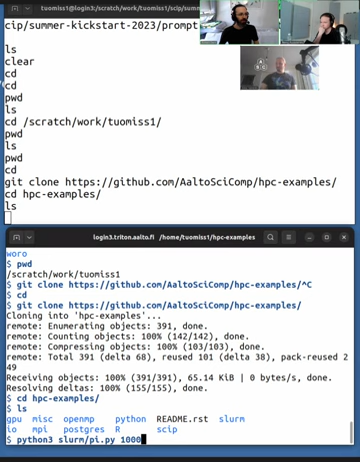 tuomiss1@login3:/scratch/work/tuomiss1/scip/summ
cip/summer-kickstart-2023/prompt
ls
clear
cd
cd
pwd
ls
cd /scratch/work/tuomiss1/
pwd
ls
pwd
cd
git clone https://github.com/AaltoSciComp/hpc-examples/
cd hpc-examples/
ls
login3.triton.aalto.fi /home/tuomiss1/hpc-examples
woro
$ pwd
/scratch/work/tuomiss1
$ git clone https://github.com/AaltoSciComp/hpc-examples/^C
$ cd
$ git clone https://github.com/AaltoSciComp/hpc-examples/
Cloning into 'hpc-examples'...
remote: Enumerating objects: 391, done.
remote: Counting objects: 100% (142/142), done.
remote: Compressing objects: 100% (103/103), done.
remote: Total 391 (delta 68), reused 101 (delta 38), pack-reused 2
49
Receiving objects: 100% (391/391), 65.14 KiB | 0 bytes/s, done.
Resolving deltas: 100% (155/155), done.
$ cd hpc-examples/
$ ls
gpu misc openmp python README.rst slurm
io mpi postgres R scip
$ python3 slurm/pi.py 1000